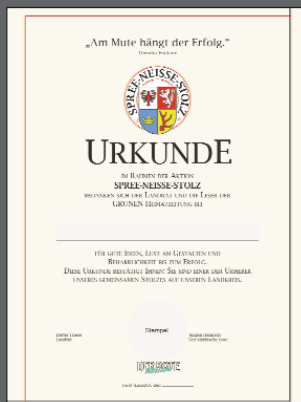 „Am Mute hängt der Erfolg.“
SPREE-NEISSE-STOLZ
URKUNDE
IM RAHMEN DER AKTION
SPREE-NEISSE-STOLZ
BEDANKEN SICH DER LANDRAT UND DIE LESER DER
GRÜNEN HEIMATZEITUNG BEI
FÜR GUTE IDEEN, LUST AM GESTALTEN UND
BEHARRLICHKEIT BIS ZUM ERFOLG.
DIESE URKUNDE BESTÄTIGT IHNEN: SIE SIND EINER DER URHEBER
UNSERES GEMEINSAMEN STOLZES AUF UNSEREN LANDKREIS.
Stempel
Landrat